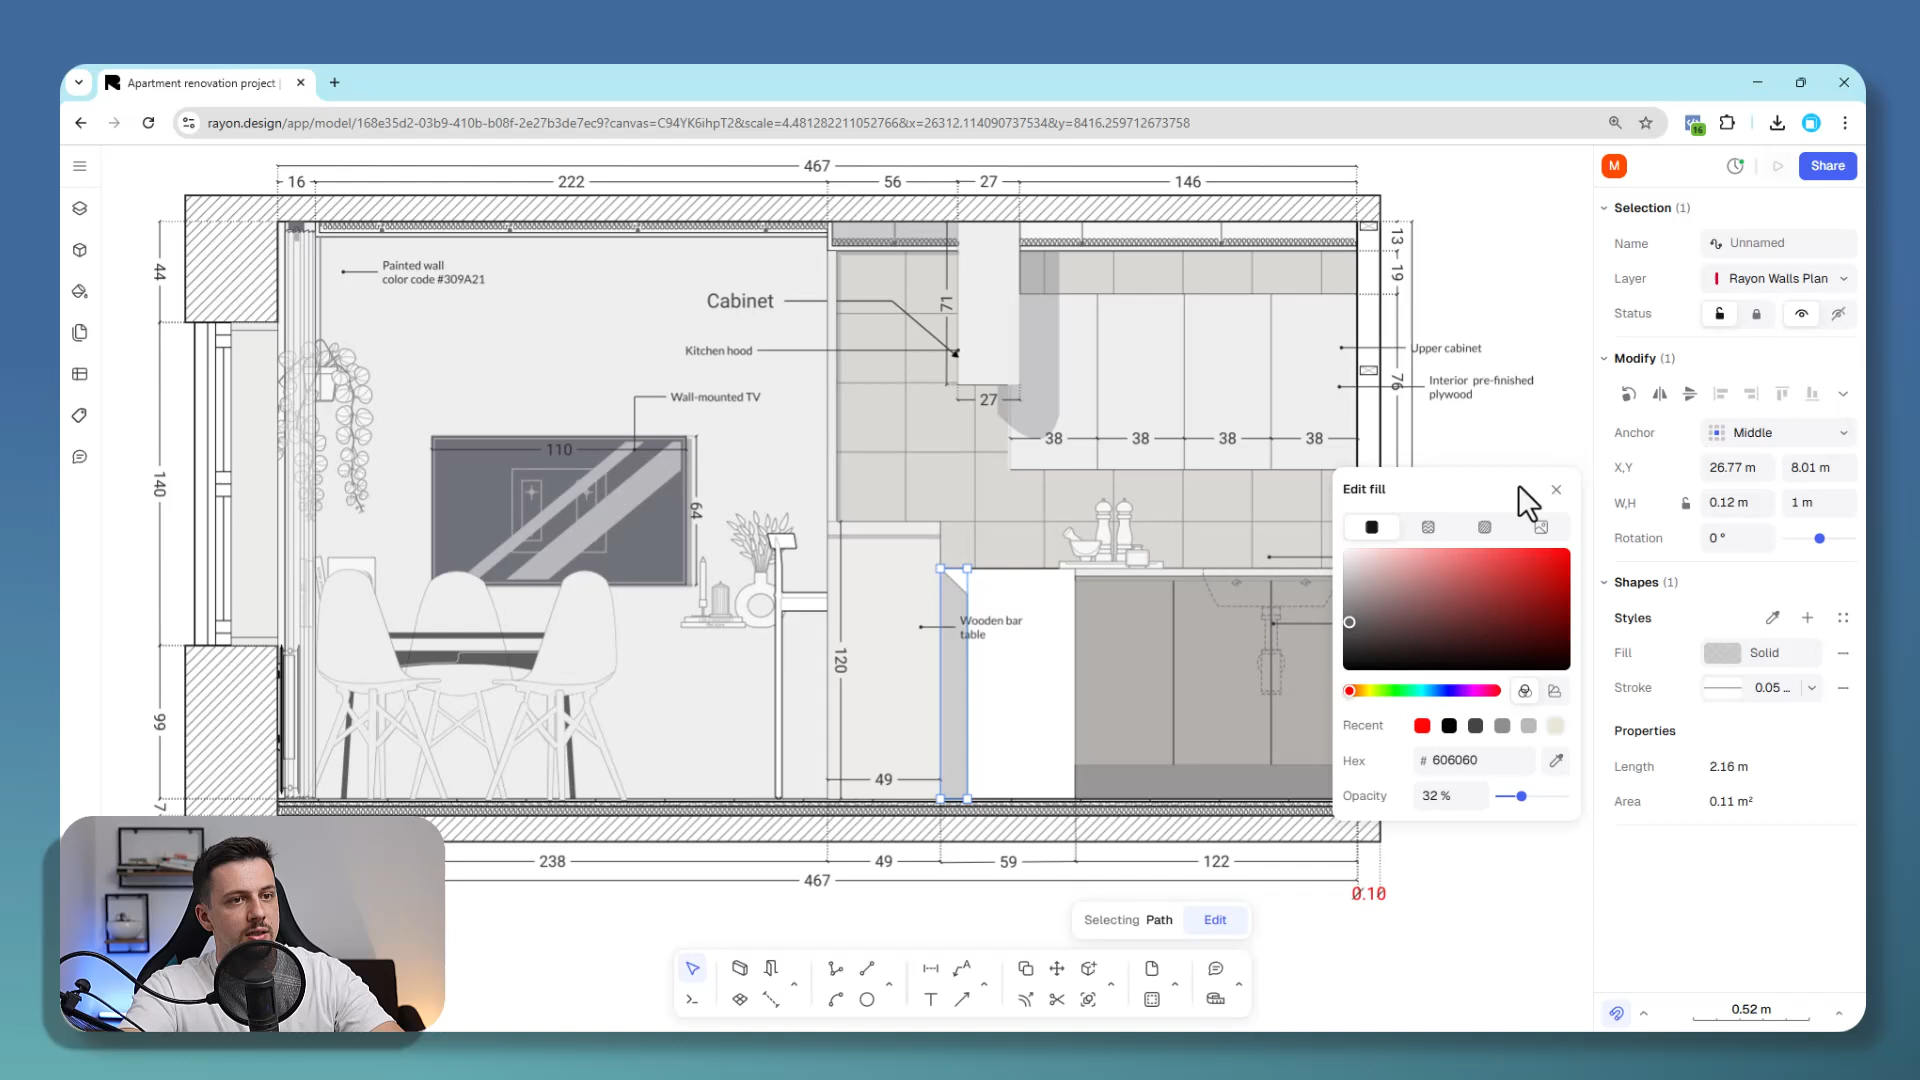 Apartment renovation project
rayon.design/app/model/168e35d2-03b9-410b-b08f-2e27b3de7ec9?canvas=C94YK6ihpT2&scale=4.481282211052766&x=26312.114090737534&y=8416.259712673758
16
M
Share
467
16
222
56
27
146
44
140
99
7
Painted wall
color code #309A21
Cabinet
Kitchen hood
Wall-mounted TV
110
64
71
27
38
38
38
38
13
19
76
Upper cabinet
Interior pre-finished
plywood
Wooden bar
table
120
49
238
49
59
122
467
0.10
Edit fill
Recent
Hex
# 606060
Opacity
32 %
Selecting Path
Edit
Selection (1)
Name
Unnamed
Layer
Rayon Walls Plan
Status
Modify (1)
Anchor
Middle
X,Y
26.77 m
8.01 m
W,H
0.12 m
1 m
Rotation
0 °
Shapes (1)
Styles
Fill
Solid
Stroke
0.05 ...
Properties
Length
2.16 m
Area
0.11 m²
0.52 m